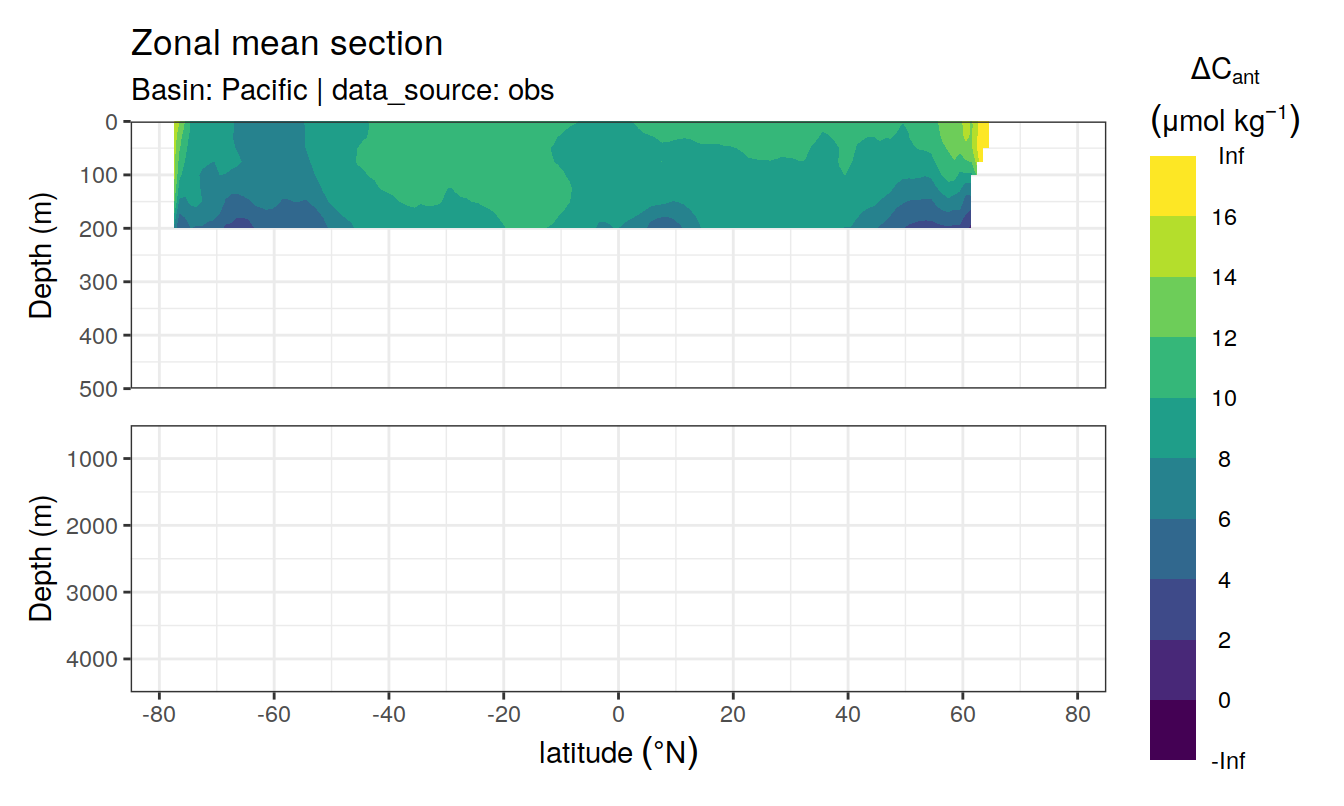 Zonal mean section
Basin: Pacific | data_source: obs
ΔCant
(μmol kg⁻¹)
Depth (m)
0
100
200
300
400
500
Depth (m)
1000
2000
3000
4000
-80 -60 -40 -20 0 20 40 60 80
latitude (°N)
Inf
16
14
12
10
8
6
4
2
0
-Inf